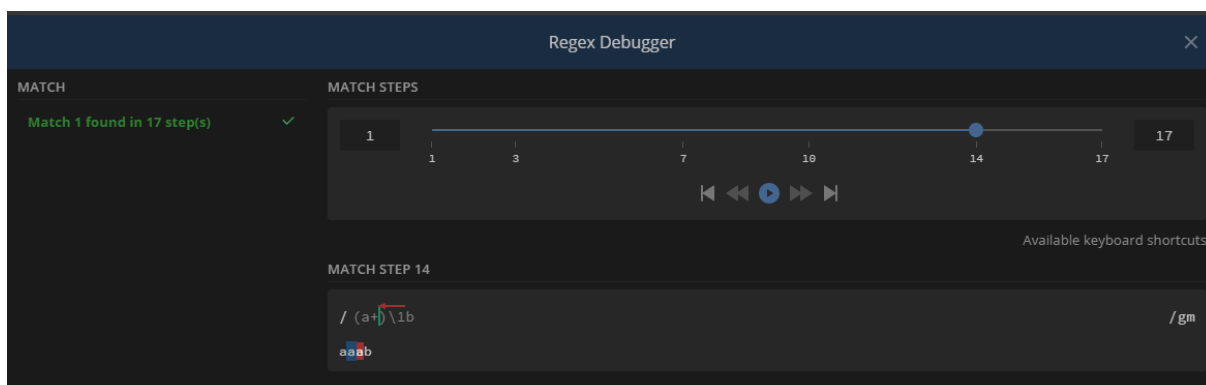 Regex Debugger
MATCH
Match 1 found in 17 step(s)
MATCH STEPS
1 17
1 3 7 10 14 17
Available keyboard shortcuts
MATCH STEP 14
/ (a+)\1b /gm
aaaab